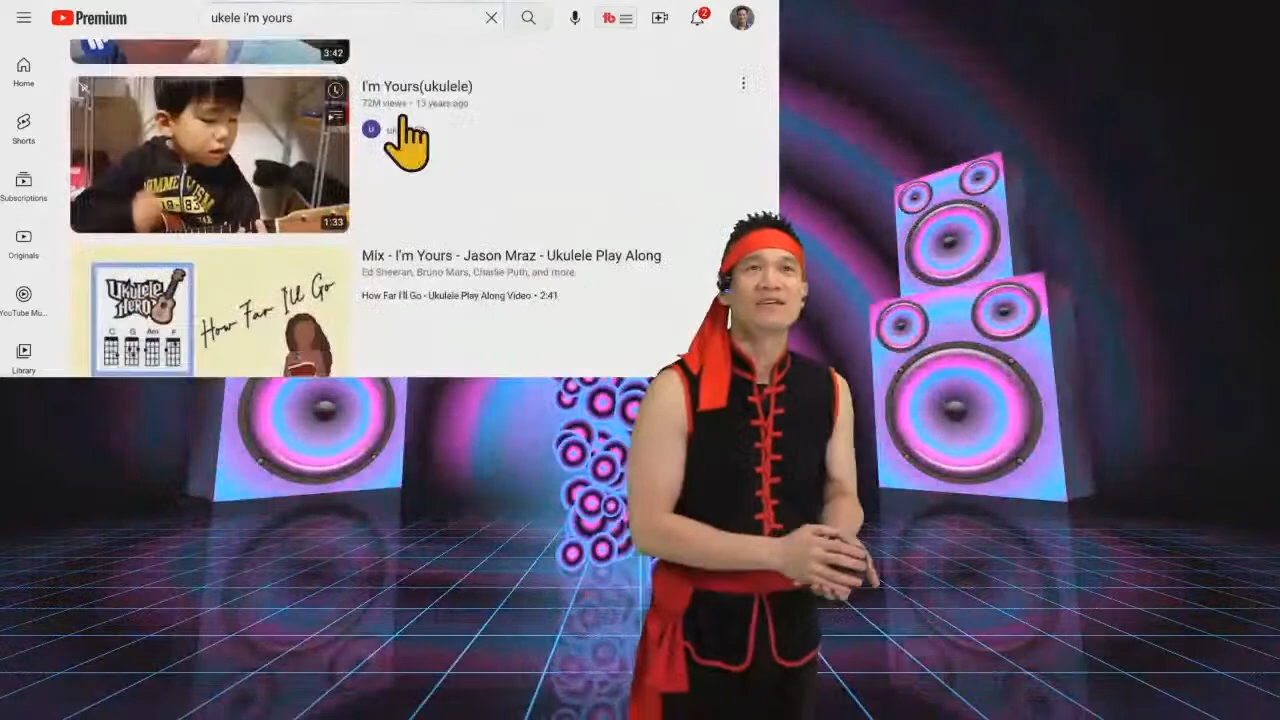 Premium
ukele i'm yours
2
3:42
Home
Shorts
Subscriptions
Originals
YouTube Mu...
Library
I'm Yours(ukulele)
72M views • 13 years ago
U
1:33
Mix - I'm Yours - Jason Mraz - Ukulele Play Along
Ed Sheeran, Bruno Mars, Charlie Puth, and more
How Far I'll Go - Ukulele Play Along Video • 2:41
Ukulele
Hero
C G Am F
How Far I'll Go